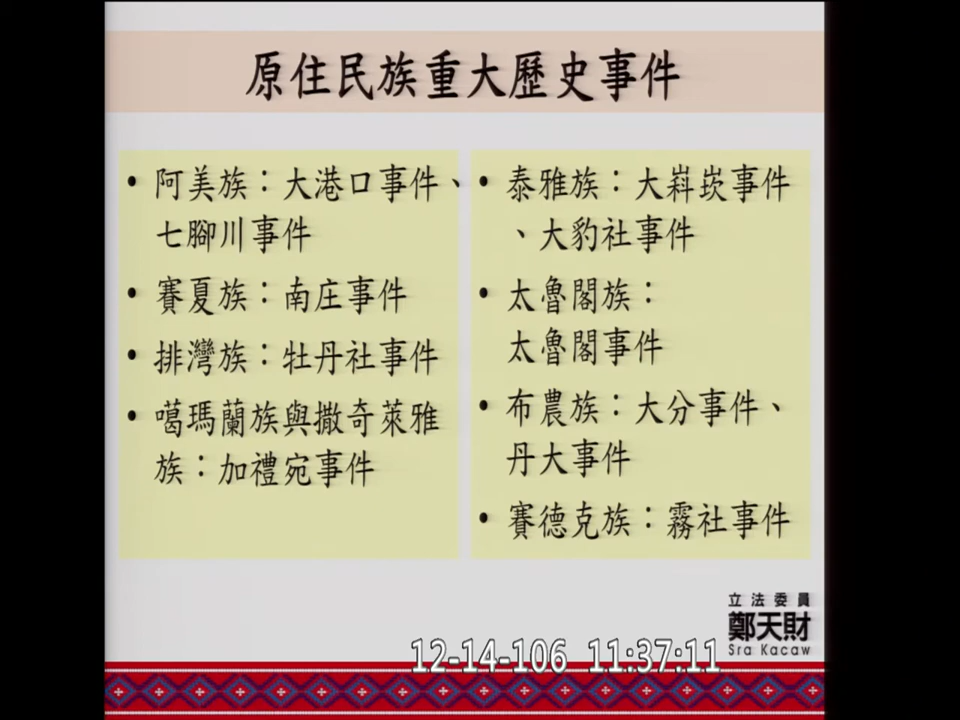 原住民族重大歷史事件
• 阿美族：大港口事件、
七腳川事件
• 賽夏族：南庄事件
• 排灣族：牡丹社事件
• 噶瑪蘭族與撒奇萊雅
族：加禮宛事件
• 泰雅族：大嵙崁事件
、大豹社事件
• 太魯閣族：
太魯閣事件
• 布農族：大分事件、
丹大事件
• 賽德克族：霧社事件
立法委員
鄭天財
Sra Kacaw
12-14-106 11:37:11